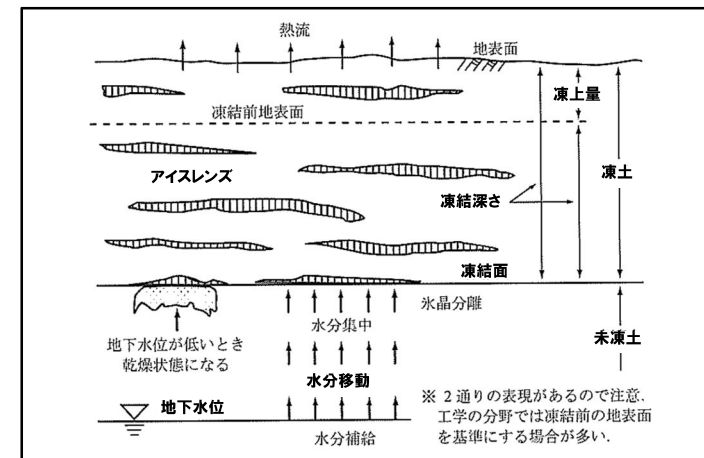 熱流
地表面
凍上量
凍結前地表面
アイスレンズ
凍土
凍結深さ
凍結面
氷晶分離
水分集中
地下水位が低いとき
乾燥状態になる
未凍土
水分移動
地下水位
水分補給
※ 2通りの表現があるので注意.
工学の分野では凍結前の地表面
を基準にする場合が多い.